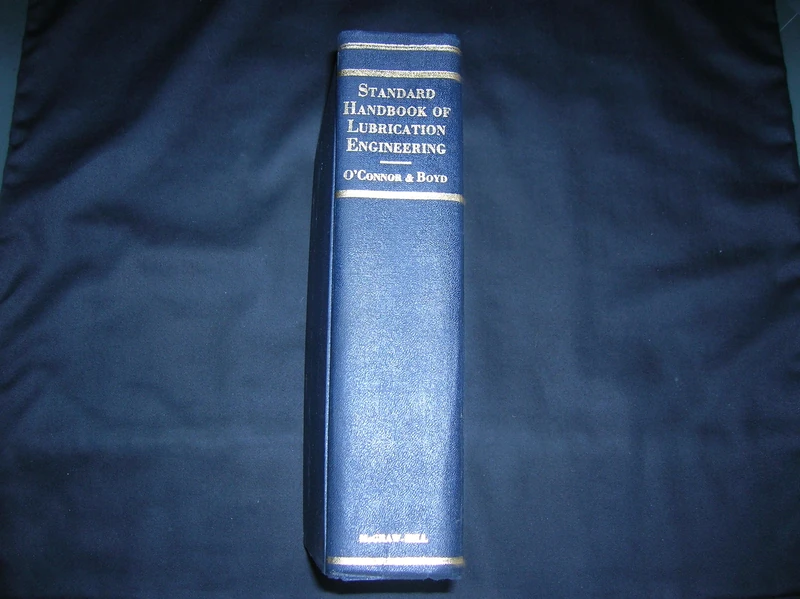 STANDARD
HANDBOOK OF
LUBRICATION
ENGINEERING
O'CONNOR & BOYD
MCGRAW-HILL